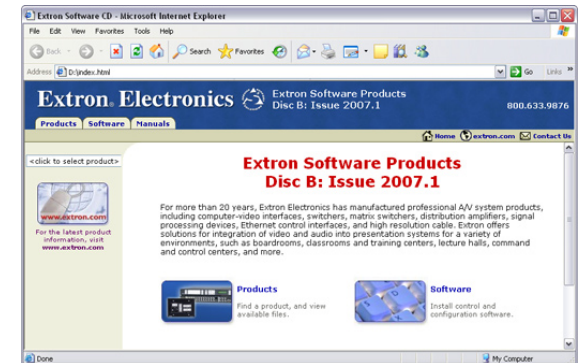 Extron Software CD - Microsoft Internet Explorer
File Edit View Favorites Tools Help
Back Search Favorites
Address D:\index.html Go Links »
Extron® Electronics Extron Software Products
Disc B: Issue 2007.1
800.633.9876
Products Software Manuals
Home extron.com Contact Us
<click to select product>
Extron Software Products
Disc B: Issue 2007.1
www.extron.com
For the latest product
information, visit
www.extron.com
For more than 20 years, Extron Electronics has manufactured professional A/V system products,
including computer-video interfaces, switchers, matrix switchers, distribution amplifiers, signal
processing devices, Ethernet control interfaces, and high resolution cable. Extron offers
solutions for integration of video and audio into presentation systems for a variety of
environments, such as boardrooms, classrooms and training centers, lecture halls, command
and control centers, and more.
Products
Find a product, and view
available files.
Software
Install control and
configuration software.
Done My Computer